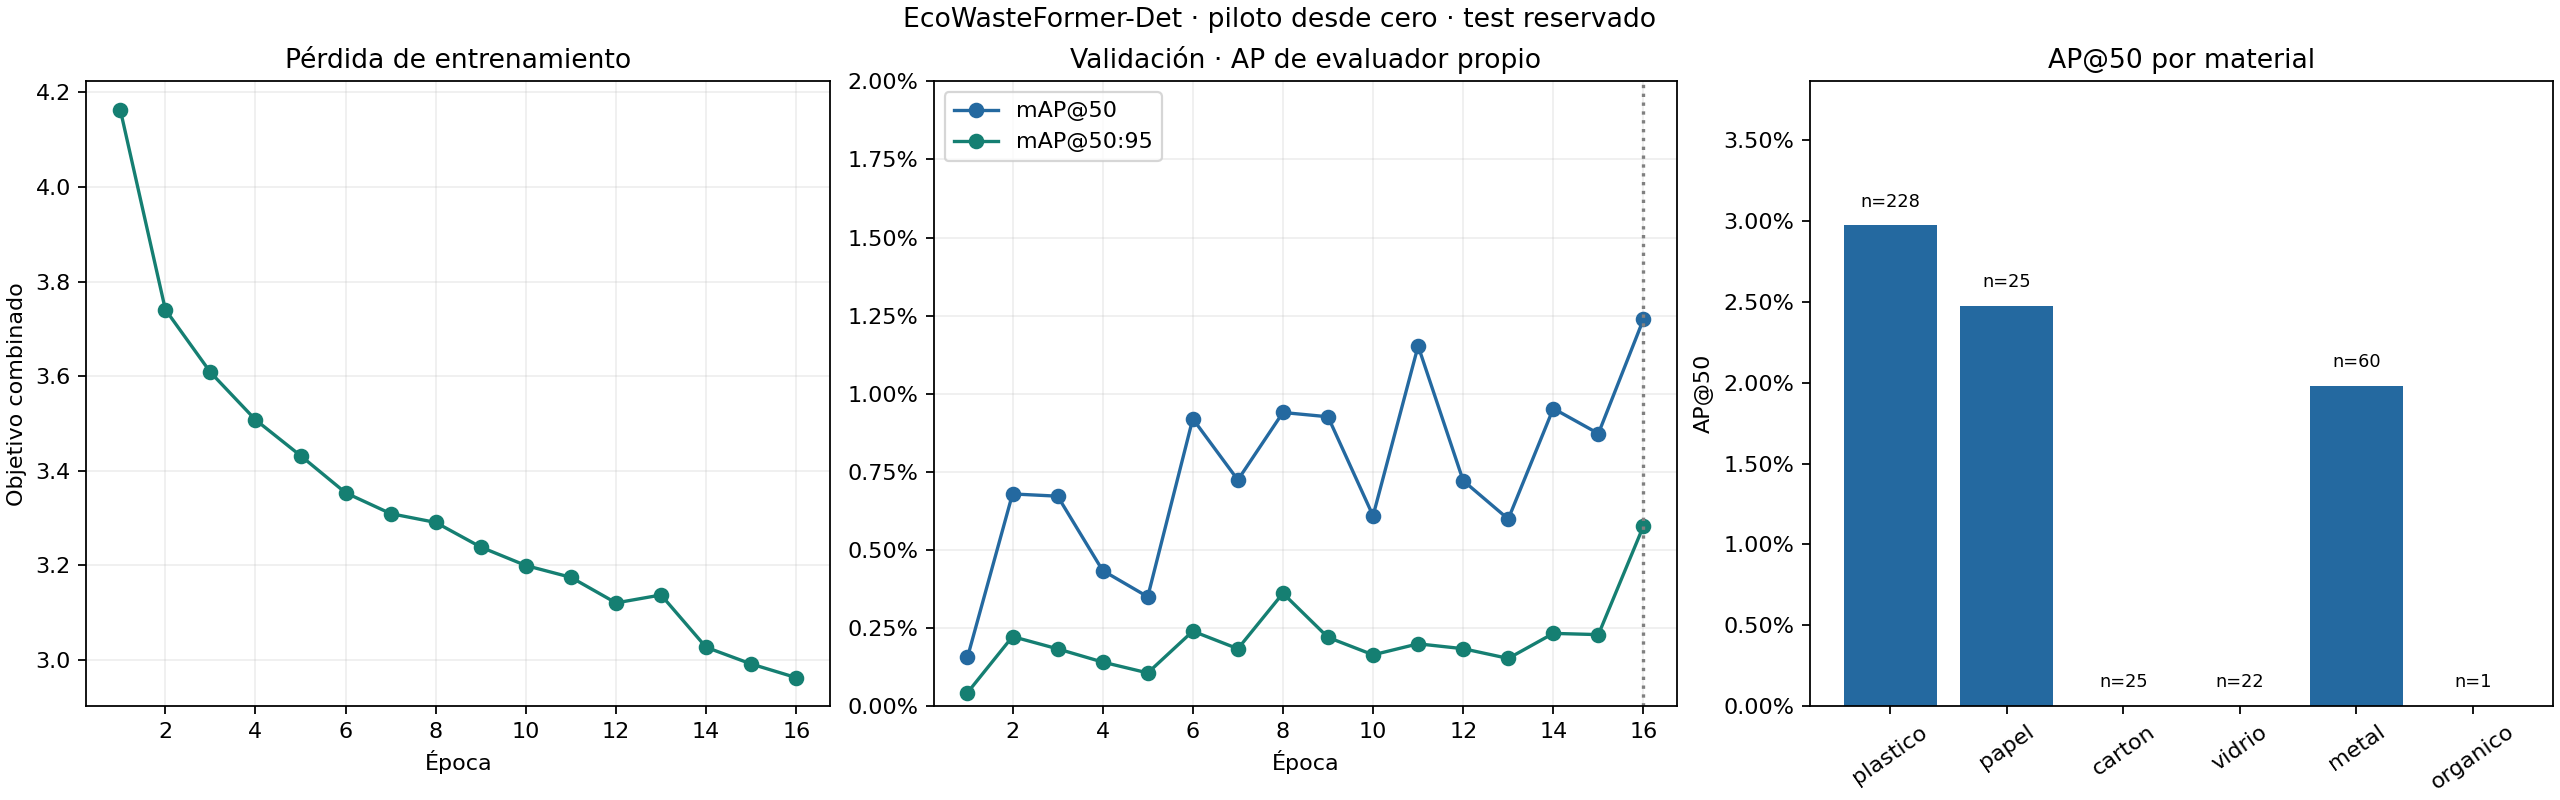 EcoWasteFormer-Det · piloto desde cero · test reservado
Pérdida de entrenamiento
Objetivo combinado
4.2
4.0
3.8
3.6
3.4
3.2
3.0
2 4 6 8 10 12 14 16
Época
Validación · AP de evaluador propio
mAP@50
mAP@50:95
2.00%
1.75%
1.50%
1.25%
1.00%
0.75%
0.50%
0.25%
0.00%
2 4 6 8 10 12 14 16
Época
AP@50 por material
AP@50
3.50%
3.00%
2.50%
2.00%
1.50%
1.00%
0.50%
0.00%
n=228
n=25
n=25
n=22
n=60
n=1
plastico
papel
carton
vidrio
metal
organico